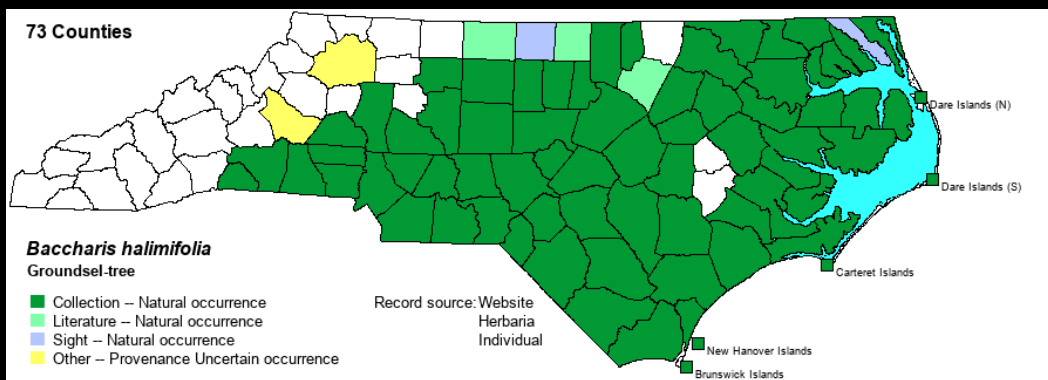 73 Counties
Dare Islands (N)
Dare Islands (S)
Baccharis halimifolia
Groundsel-tree
Carteret Islands
Collection -- Natural occurrence
Literature -- Natural occurrence
Sight -- Natural occurrence
Other -- Provenance Uncertain occurrence
Record source: Website
Herbaria
Individual
New Hanover Islands
Brunswick Islands